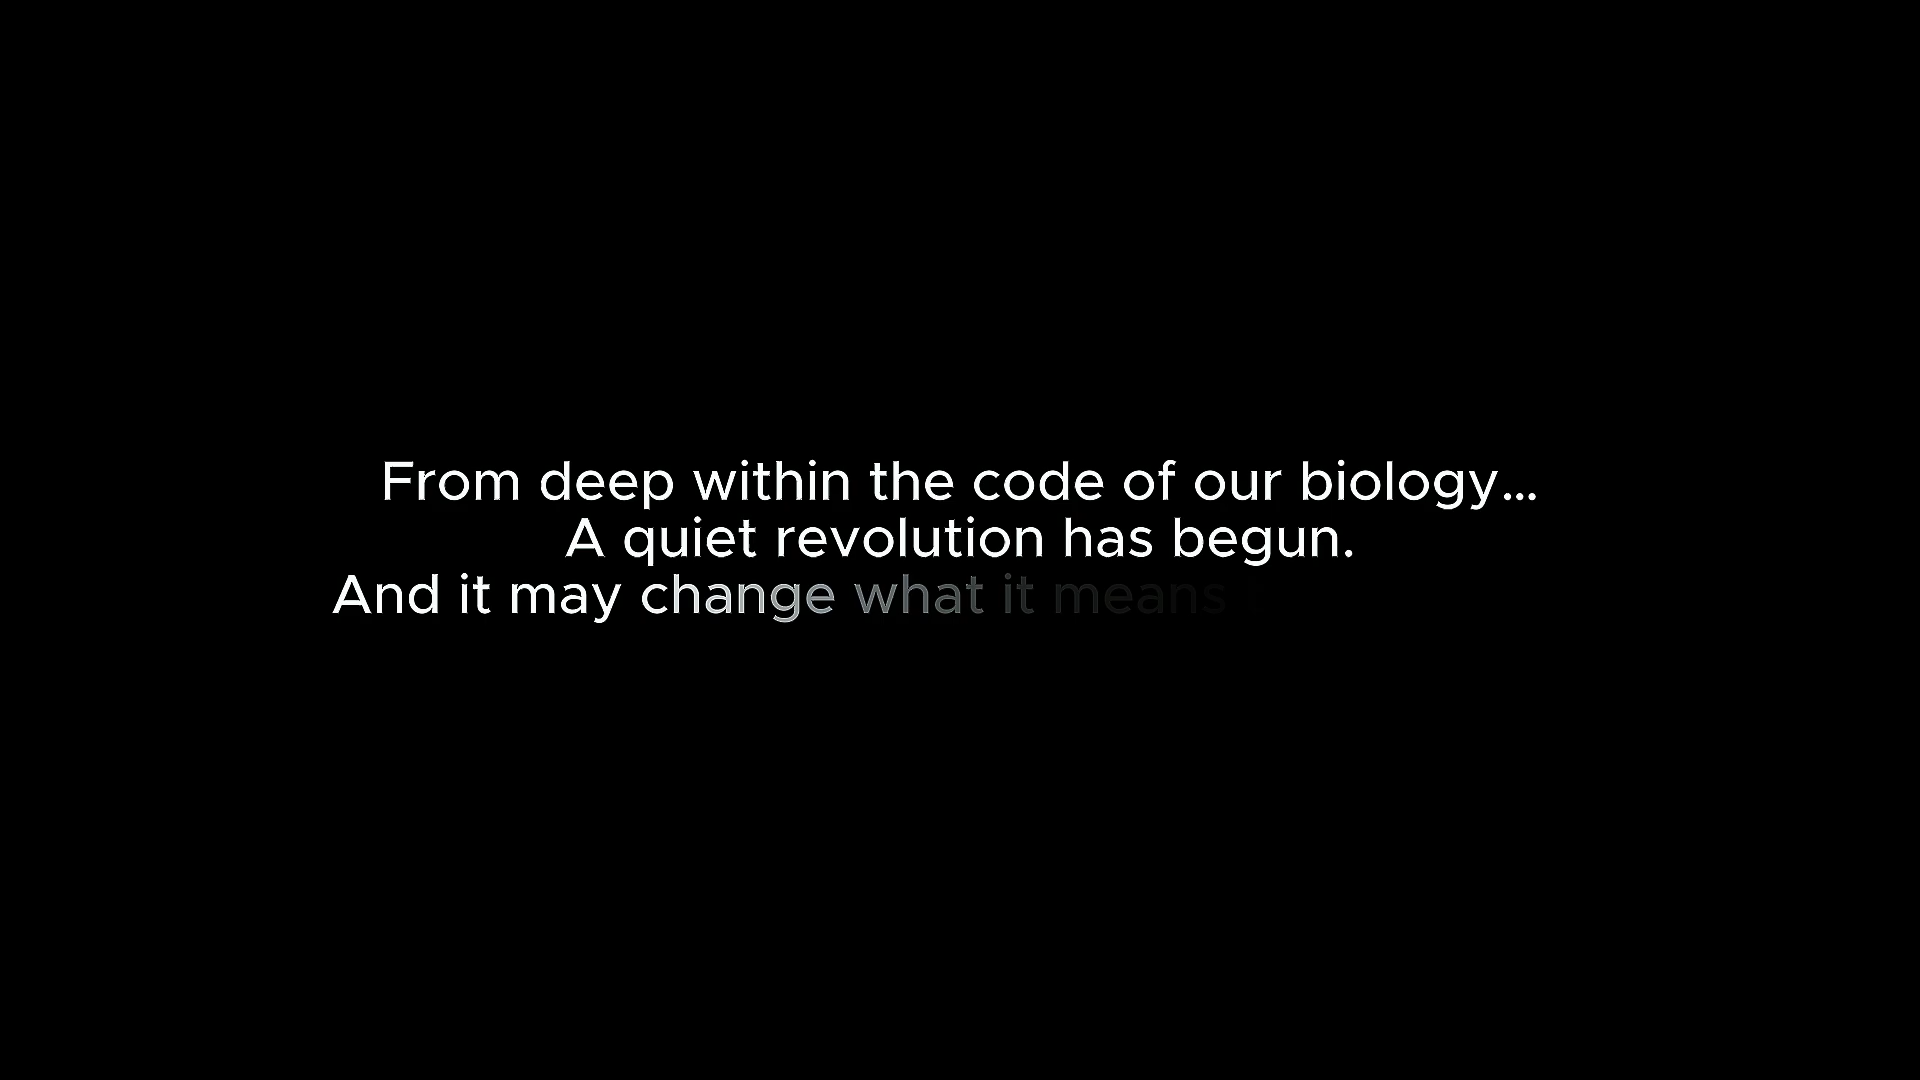 From deep within the code of our biology...
A quiet revolution has begun.
And it may change what it means